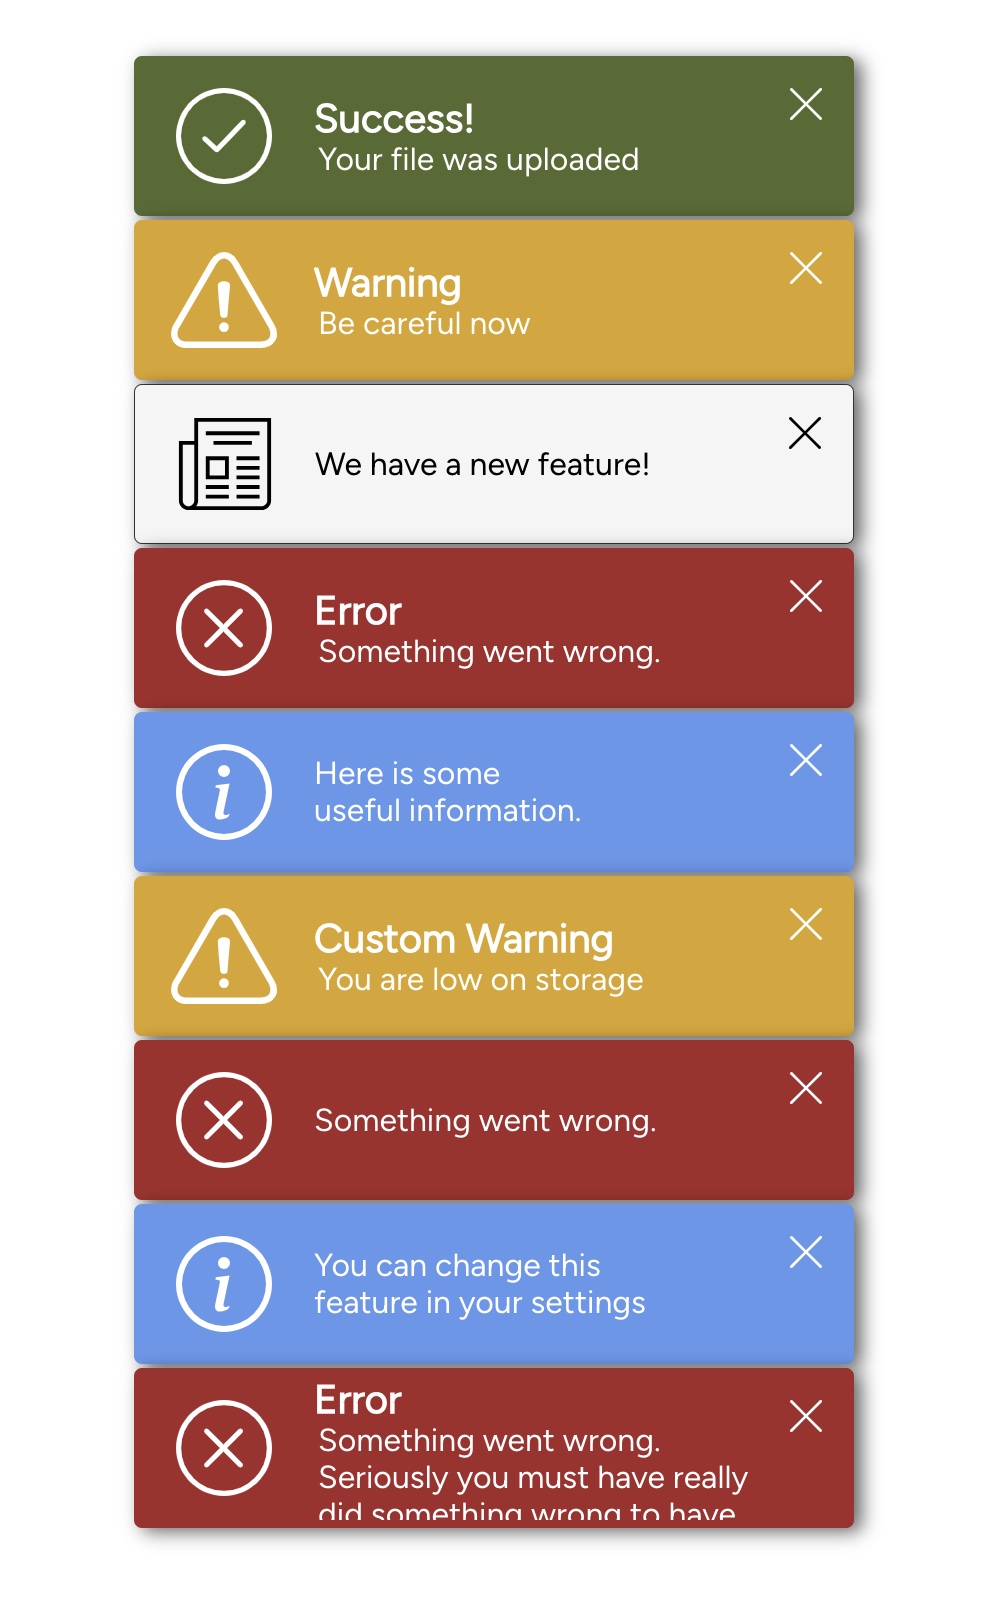 Success!
Your file was uploaded
Warning
Be careful now
We have a new feature!
Error
Something went wrong.
Here is some
useful information.
Custom Warning
You are low on storage
Something went wrong.
You can change this
feature in your settings
Error
Something went wrong.
Seriously you must have really
did something wrong to have